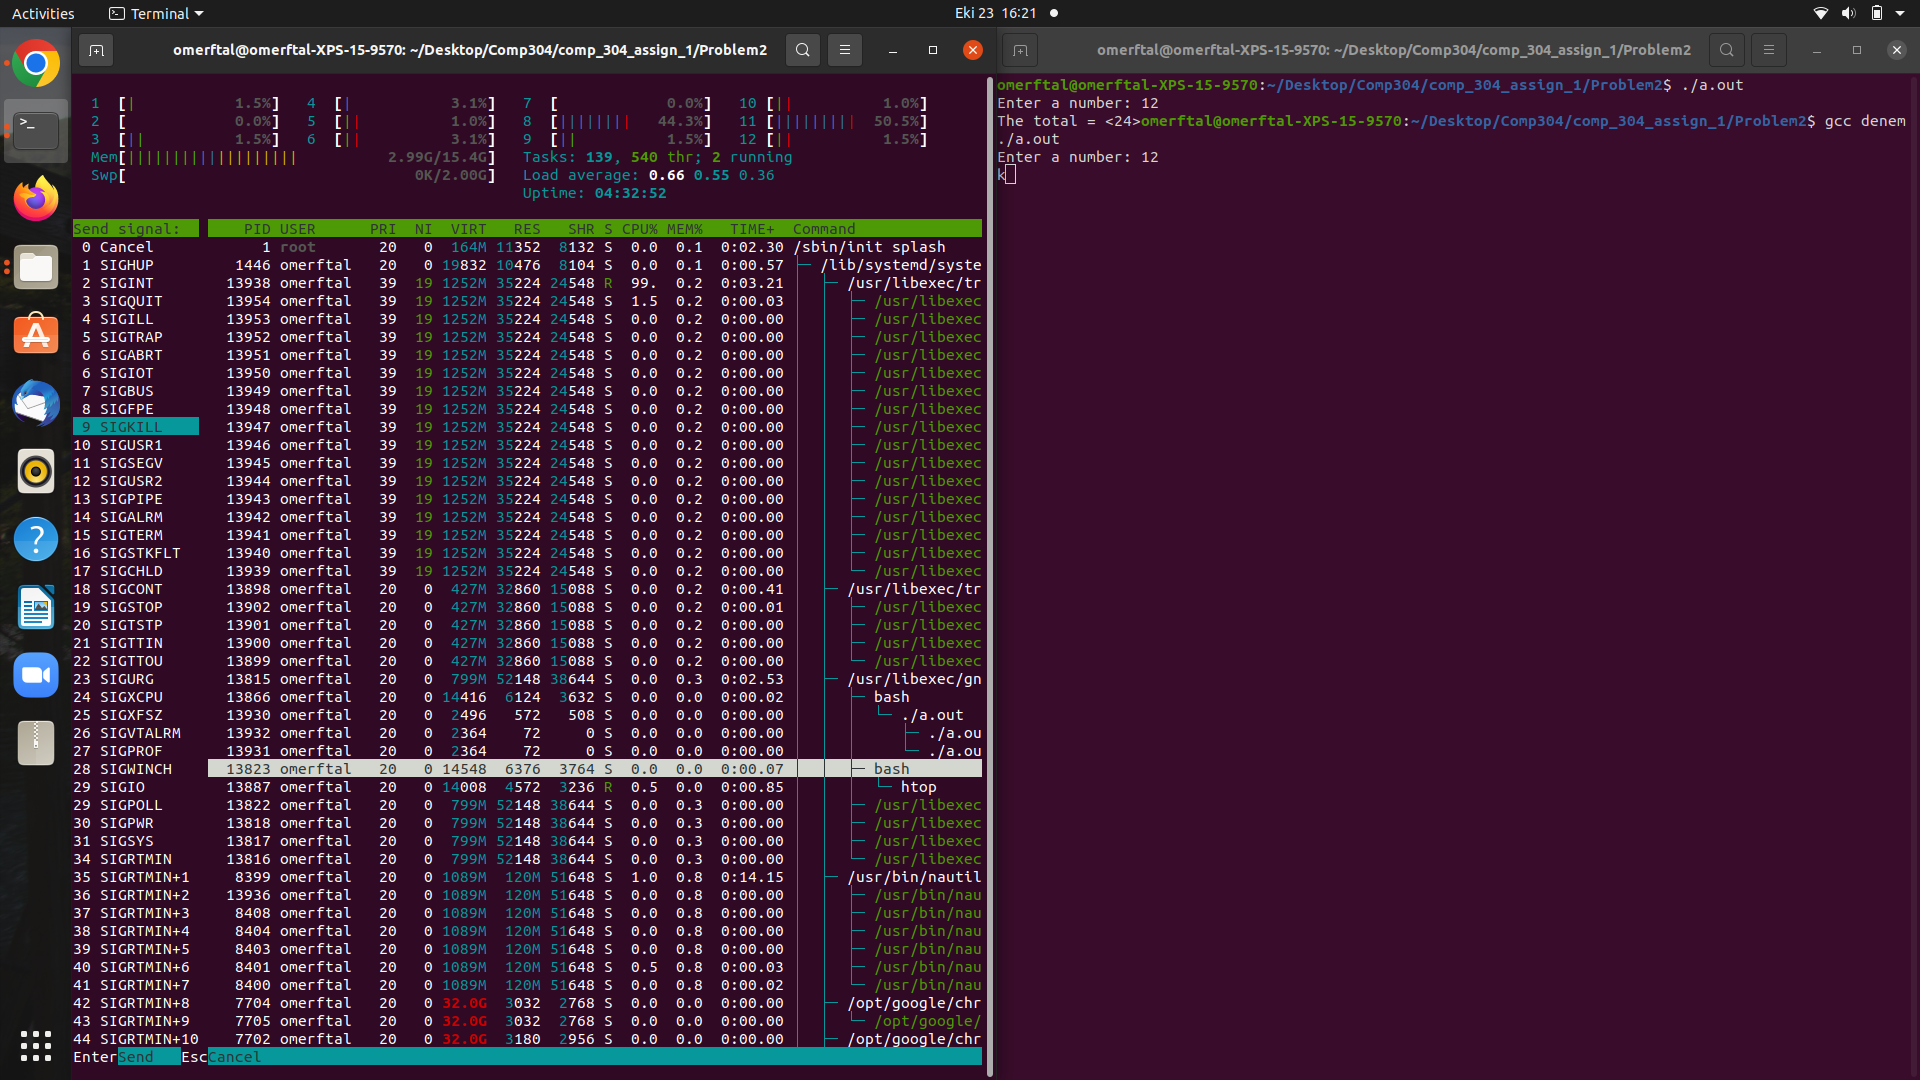 Activities
Terminal
Eki 23 16:21
omerftal@omerftal-XPS-15-9570: ~/Desktop/Comp304/comp_304_assign_1/Problem2
1 [| 1.5%] 4 [| 3.1%] 7 [ 0.0%] 10 [|| 1.0%]
2 [ 0.0%] 5 [|| 1.0%] 8 [|||||||| 44.3%] 11 [||||||||| 50.5%]
3 [|| 1.5%] 6 [|| 3.1%] 9 [|| 1.5%] 12 [|| 1.5%]
Mem[||||||||||||||||||| 2.99G/15.4G] Tasks: 139, 540 thr; 2 running
Swp[ 0K/2.00G] Load average: 0.66 0.55 0.36
Uptime: 04:32:52
Send signal: PID USER PRI NI VIRT RES SHR S CPU% MEM% TIME+ Command
0 Cancel 1 root 20 0 164M 11352 8132 S 0.0 0.1 0:02.30 /sbin/init splash
1 SIGHUP 1446 omerftal 20 0 19832 10476 8104 S 0.0 0.1 0:00.57 /lib/systemd/syste
2 SIGINT 13938 omerftal 39 19 1252M 35224 24548 R 99. 0.2 0:03.21 /usr/libexec/tr
3 SIGQUIT 13954 omerftal 39 19 1252M 35224 24548 S 1.5 0.2 0:00.03 /usr/libexec
4 SIGILL 13953 omerftal 39 19 1252M 35224 24548 S 0.0 0.2 0:00.00 /usr/libexec
5 SIGTRAP 13952 omerftal 39 19 1252M 35224 24548 S 0.0 0.2 0:00.00 /usr/libexec
6 SIGABRT 13951 omerftal 39 19 1252M 35224 24548 S 0.0 0.2 0:00.00 /usr/libexec
6 SIGIOT 13950 omerftal 39 19 1252M 35224 24548 S 0.0 0.2 0:00.00 /usr/libexec
7 SIGBUS 13949 omerftal 39 19 1252M 35224 24548 S 0.0 0.2 0:00.00 /usr/libexec
8 SIGFPE 13948 omerftal 39 19 1252M 35224 24548 S 0.0 0.2 0:00.00 /usr/libexec
9 SIGKILL 13947 omerftal 39 19 1252M 35224 24548 S 0.0 0.2 0:00.00 /usr/libexec
10 SIGUSR1 13946 omerftal 39 19 1252M 35224 24548 S 0.0 0.2 0:00.00 /usr/libexec
11 SIGSEGV 13945 omerftal 39 19 1252M 35224 24548 S 0.0 0.2 0:00.00 /usr/libexec
12 SIGUSR2 13944 omerftal 39 19 1252M 35224 24548 S 0.0 0.2 0:00.00 /usr/libexec
13 SIGPIPE 13943 omerftal 39 19 1252M 35224 24548 S 0.0 0.2 0:00.00 /usr/libexec
14 SIGALRM 13942 omerftal 39 19 1252M 35224 24548 S 0.0 0.2 0:00.00 /usr/libexec
15 SIGTERM 13941 omerftal 39 19 1252M 35224 24548 S 0.0 0.2 0:00.00 /usr/libexec
16 SIGSTKFLT 13940 omerftal 39 19 1252M 35224 24548 S 0.0 0.2 0:00.00 /usr/libexec
17 SIGCHLD 13939 omerftal 39 19 1252M 35224 24548 S 0.0 0.2 0:00.00 /usr/libexec
18 SIGCONT 13898 omerftal 20 0 427M 32860 15088 S 0.0 0.2 0:00.41 /usr/libexec/tr
19 SIGSTOP 13902 omerftal 20 0 427M 32860 15088 S 0.0 0.2 0:00.01 /usr/libexec
20 SIGTSTP 13901 omerftal 20 0 427M 32860 15088 S 0.0 0.2 0:00.00 /usr/libexec
21 SIGTTIN 13900 omerftal 20 0 427M 32860 15088 S 0.0 0.2 0:00.00 /usr/libexec
22 SIGTTOU 13899 omerftal 20 0 427M 32860 15088 S 0.0 0.2 0:00.00 /usr/libexec
23 SIGURG 13815 omerftal 20 0 799M 52148 38644 S 0.0 0.3 0:02.53 /usr/libexec/gn
24 SIGXCPU 13866 omerftal 20 0 14416 6124 3632 S 0.0 0.0 0:00.02 bash
25 SIGXFSZ 13930 omerftal 20 0 2496 572 508 S 0.0 0.0 0:00.00 ./a.out
26 SIGVTALRM 13932 omerftal 20 0 2364 72 0 S 0.0 0.0 0:00.00 ./a.ou
27 SIGPROF 13931 omerftal 20 0 2364 72 0 S 0.0 0.0 0:00.00 ./a.ou
28 SIGWINCH 13823 omerftal 20 0 14548 6376 3764 S 0.0 0.0 0:00.07 bash
29 SIGIO 13887 omerftal 20 0 14008 4572 3236 R 0.5 0.0 0:00.85 htop
29 SIGPOLL 13822 omerftal 20 0 799M 52148 38644 S 0.0 0.3 0:00.00 /usr/libexec
30 SIGPWR 13818 omerftal 20 0 799M 52148 38644 S 0.0 0.3 0:00.00 /usr/libexec
31 SIGSYS 13817 omerftal 20 0 799M 52148 38644 S 0.0 0.3 0:00.00 /usr/libexec
34 SIGRTMIN 13816 omerftal 20 0 799M 52148 38644 S 0.0 0.3 0:00.00 /usr/libexec
35 SIGRTMIN+1 8399 omerftal 20 0 1089M 120M 51648 S 1.0 0.8 0:14.15 /usr/bin/nautil
36 SIGRTMIN+2 13936 omerftal 20 0 1089M 120M 51648 S 0.0 0.8 0:00.00 /usr/bin/nau
37 SIGRTMIN+3 8408 omerftal 20 0 1089M 120M 51648 S 0.0 0.8 0:00.00 /usr/bin/nau
38 SIGRTMIN+4 8404 omerftal 20 0 1089M 120M 51648 S 0.0 0.8 0:00.00 /usr/bin/nau
39 SIGRTMIN+5 8403 omerftal 20 0 1089M 120M 51648 S 0.0 0.8 0:00.00 /usr/bin/nau
40 SIGRTMIN+6 8401 omerftal 20 0 1089M 120M 51648 S 0.5 0.8 0:00.03 /usr/bin/nau
41 SIGRTMIN+7 8400 omerftal 20 0 1089M 120M 51648 S 0.0 0.8 0:00.02 /usr/bin/nau
42 SIGRTMIN+8 7704 omerftal 20 0 32.0G 3032 2768 S 0.0 0.0 0:00.00 /opt/google/chr
43 SIGRTMIN+9 7705 omerftal 20 0 32.0G 3032 2768 S 0.0 0.0 0:00.00 /opt/google/
44 SIGRTMIN+10 7702 omerftal 20 0 32.0G 3180 2956 S 0.0 0.0 0:00.00 /opt/google/chr
EnterSend EscCancel
omerftal@omerftal-XPS-15-9570: ~/Desktop/Comp304/comp_304_assign_1/Problem2
omerftal@omerftal-XPS-15-9570:~/Desktop/Comp304/comp_304_assign_1/Problem2$ ./a.out
Enter a number: 12
The total = <24>omerftal@omerftal-XPS-15-9570:~/Desktop/Comp304/comp_304_assign_1/Problem2$ gcc denem
./a.out
Enter a number: 12
k